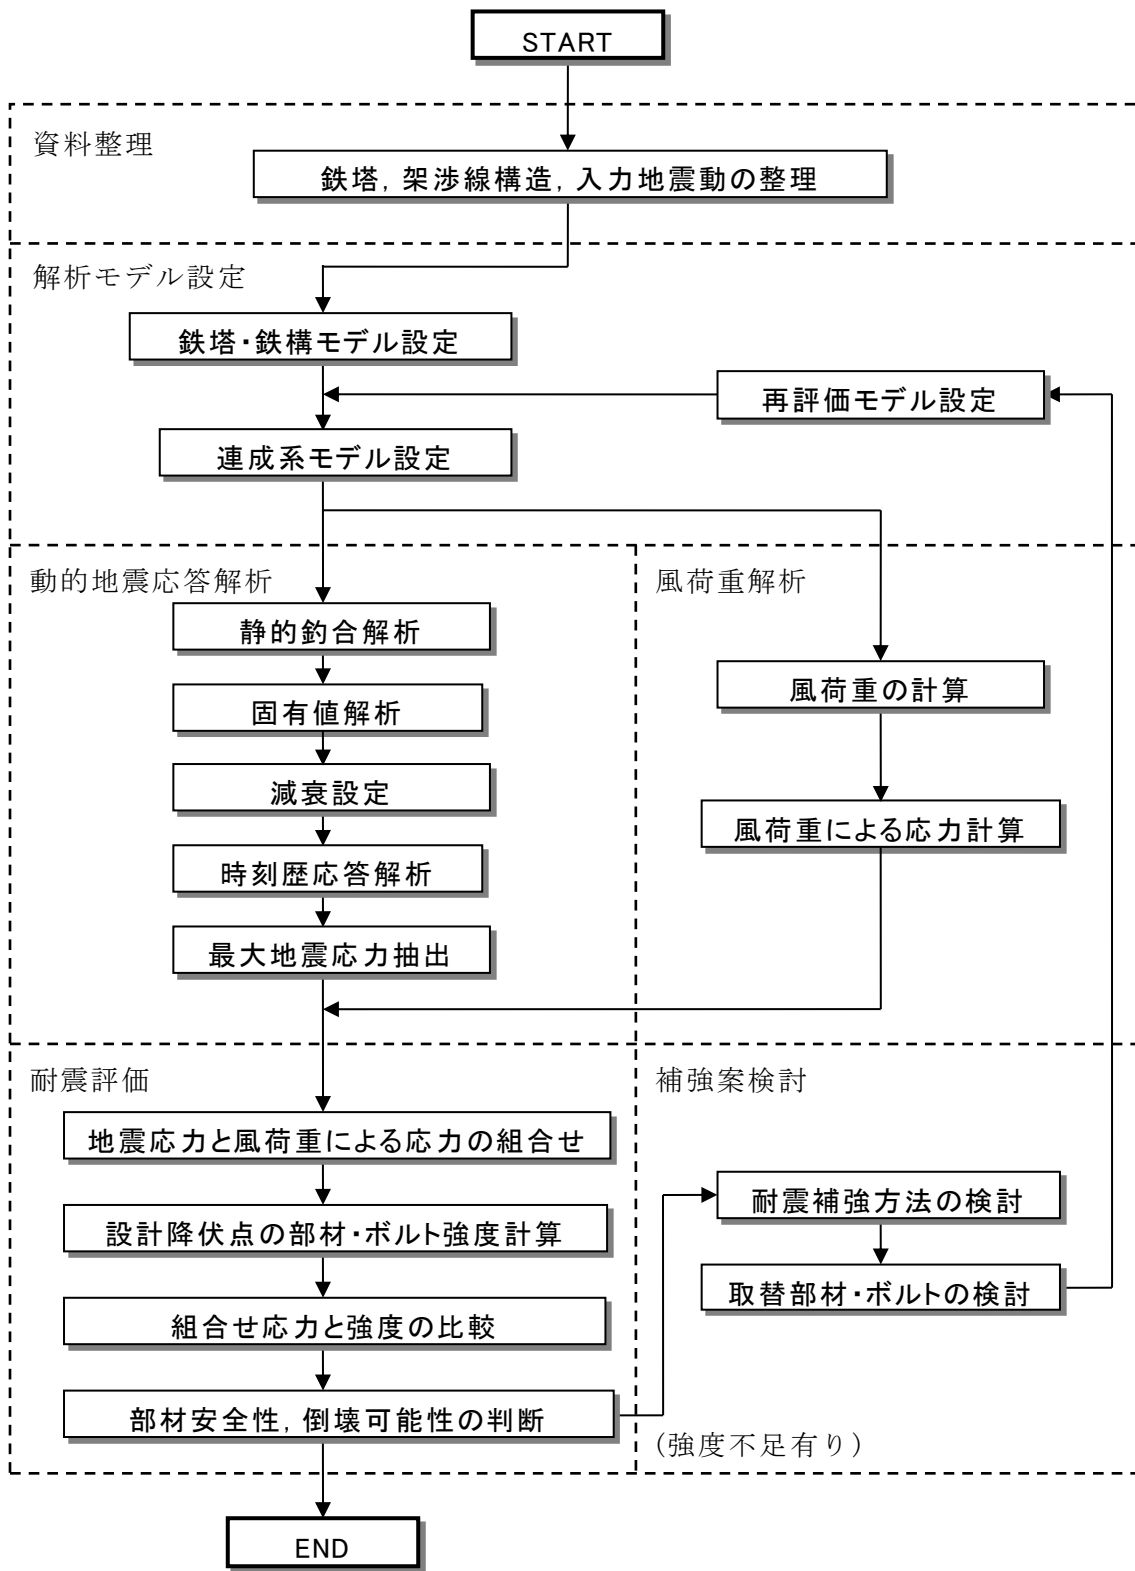 START
資料整理
鉄塔，架渉線構造，入力地震動の整理
解析モデル設定
鉄塔・鉄構モデル設定
再評価モデル設定
連成系モデル設定
動的地震応答解析
静的釣合解析
固有値解析
減衰設定
時刻歴応答解析
最大地震応力抽出
風荷重解析
風荷重の計算
風荷重による応力計算
耐震評価
地震応力と風荷重による応力の組合せ
設計降伏点の部材・ボルト強度計算
組合せ応力と強度の比較
部材安全性，倒壊可能性の判断
補強案検討
耐震補強方法の検討
取替部材・ボルトの検討
(強度不足有り)
END